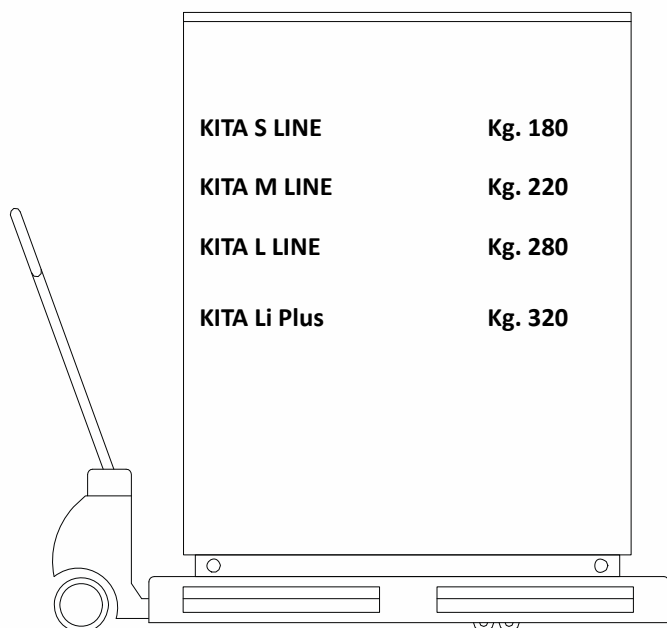 KITA S LINE Kg. 180
KITA M LINE Kg. 220
KITA L LINE Kg. 280
KITA Li Plus Kg. 320